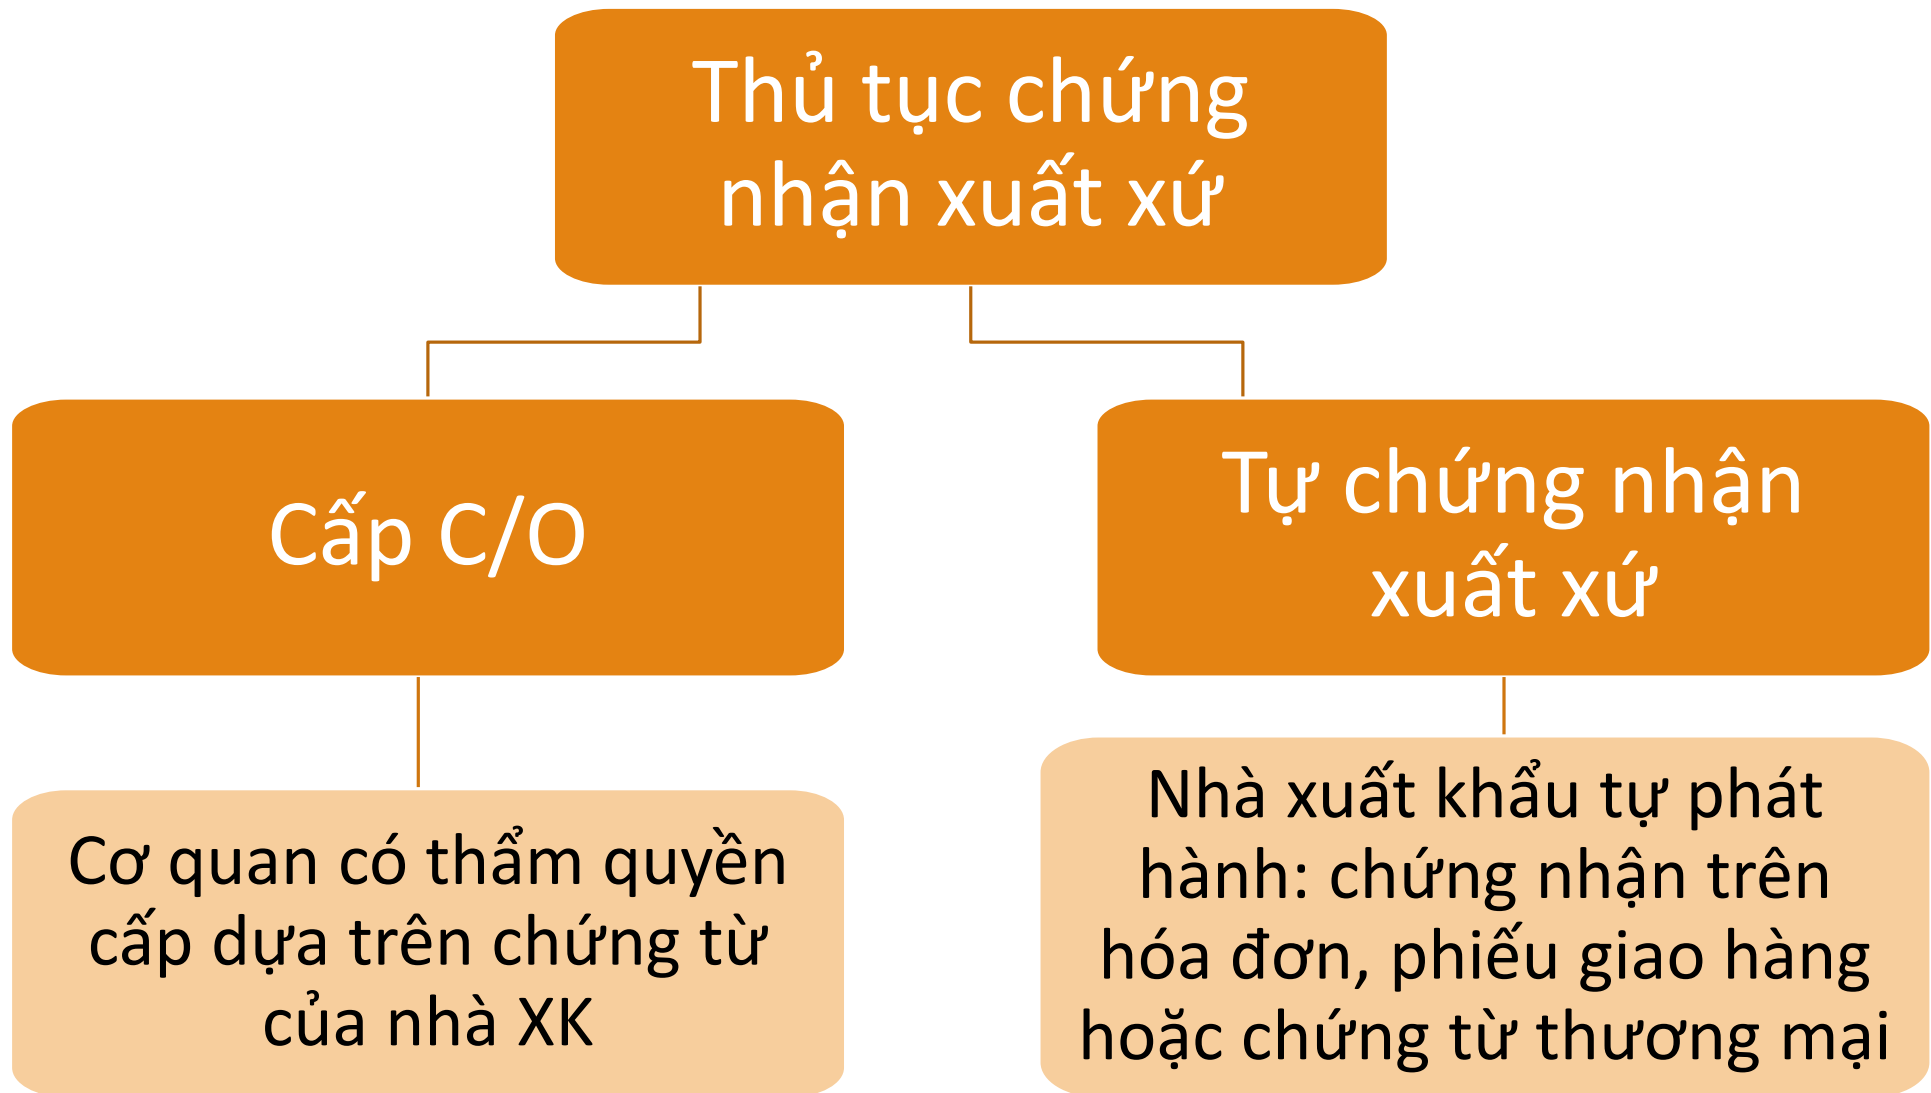 Thủ tục chứng
nhận xuất xứ
Cấp C/O
Tự chứng nhận
xuất xứ
Cơ quan có thẩm quyền
cấp dựa trên chứng từ
của nhà XK
Nhà xuất khẩu tự phát
hành: chứng nhận trên
hóa đơn, phiếu giao hàng
hoặc chứng từ thương mại